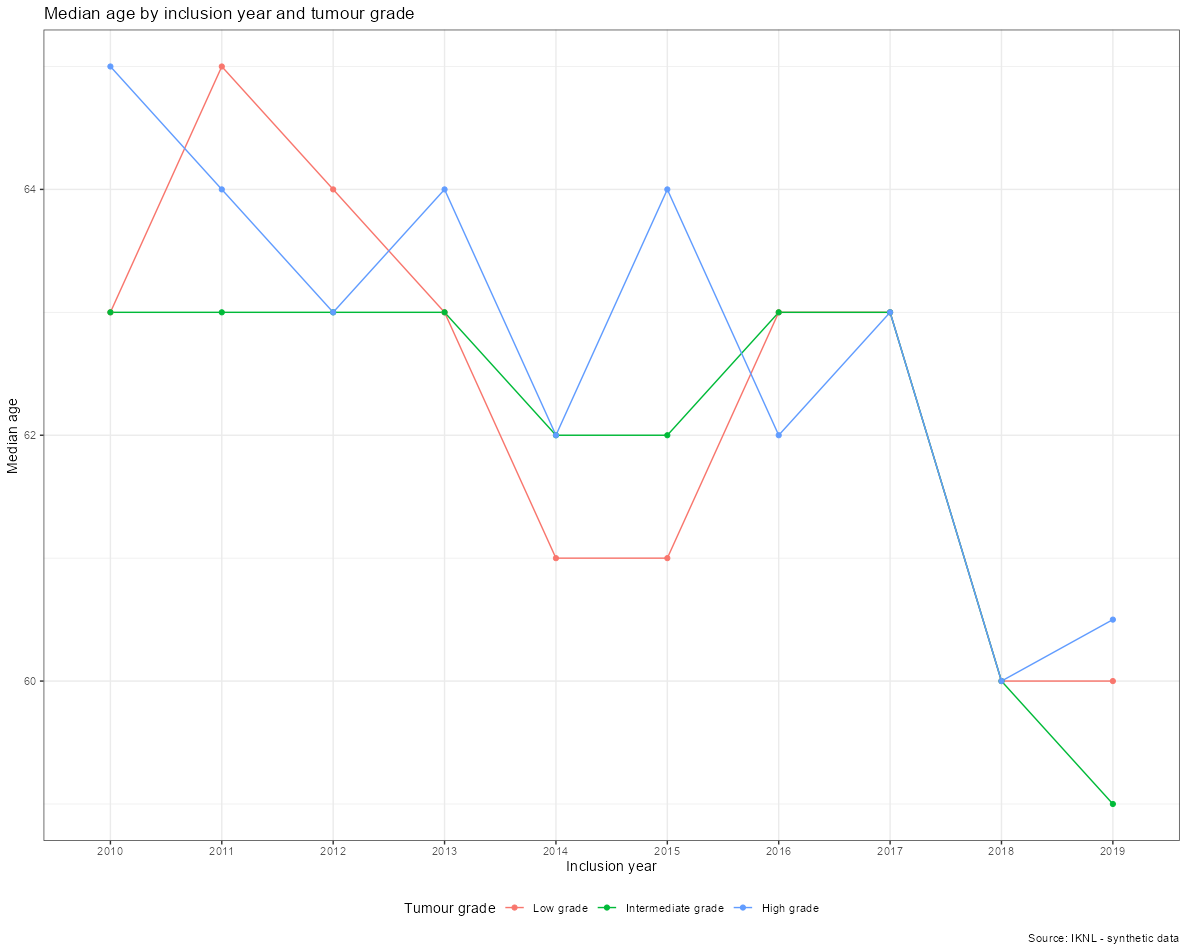 Median age by inclusion year and tumour grade
64
62
60
Median age
2010 2011 2012 2013 2014 2015 2016 2017 2018 2019
Inclusion year
Tumour grade Low grade Intermediate grade High grade
Source: IKNL - synthetic data